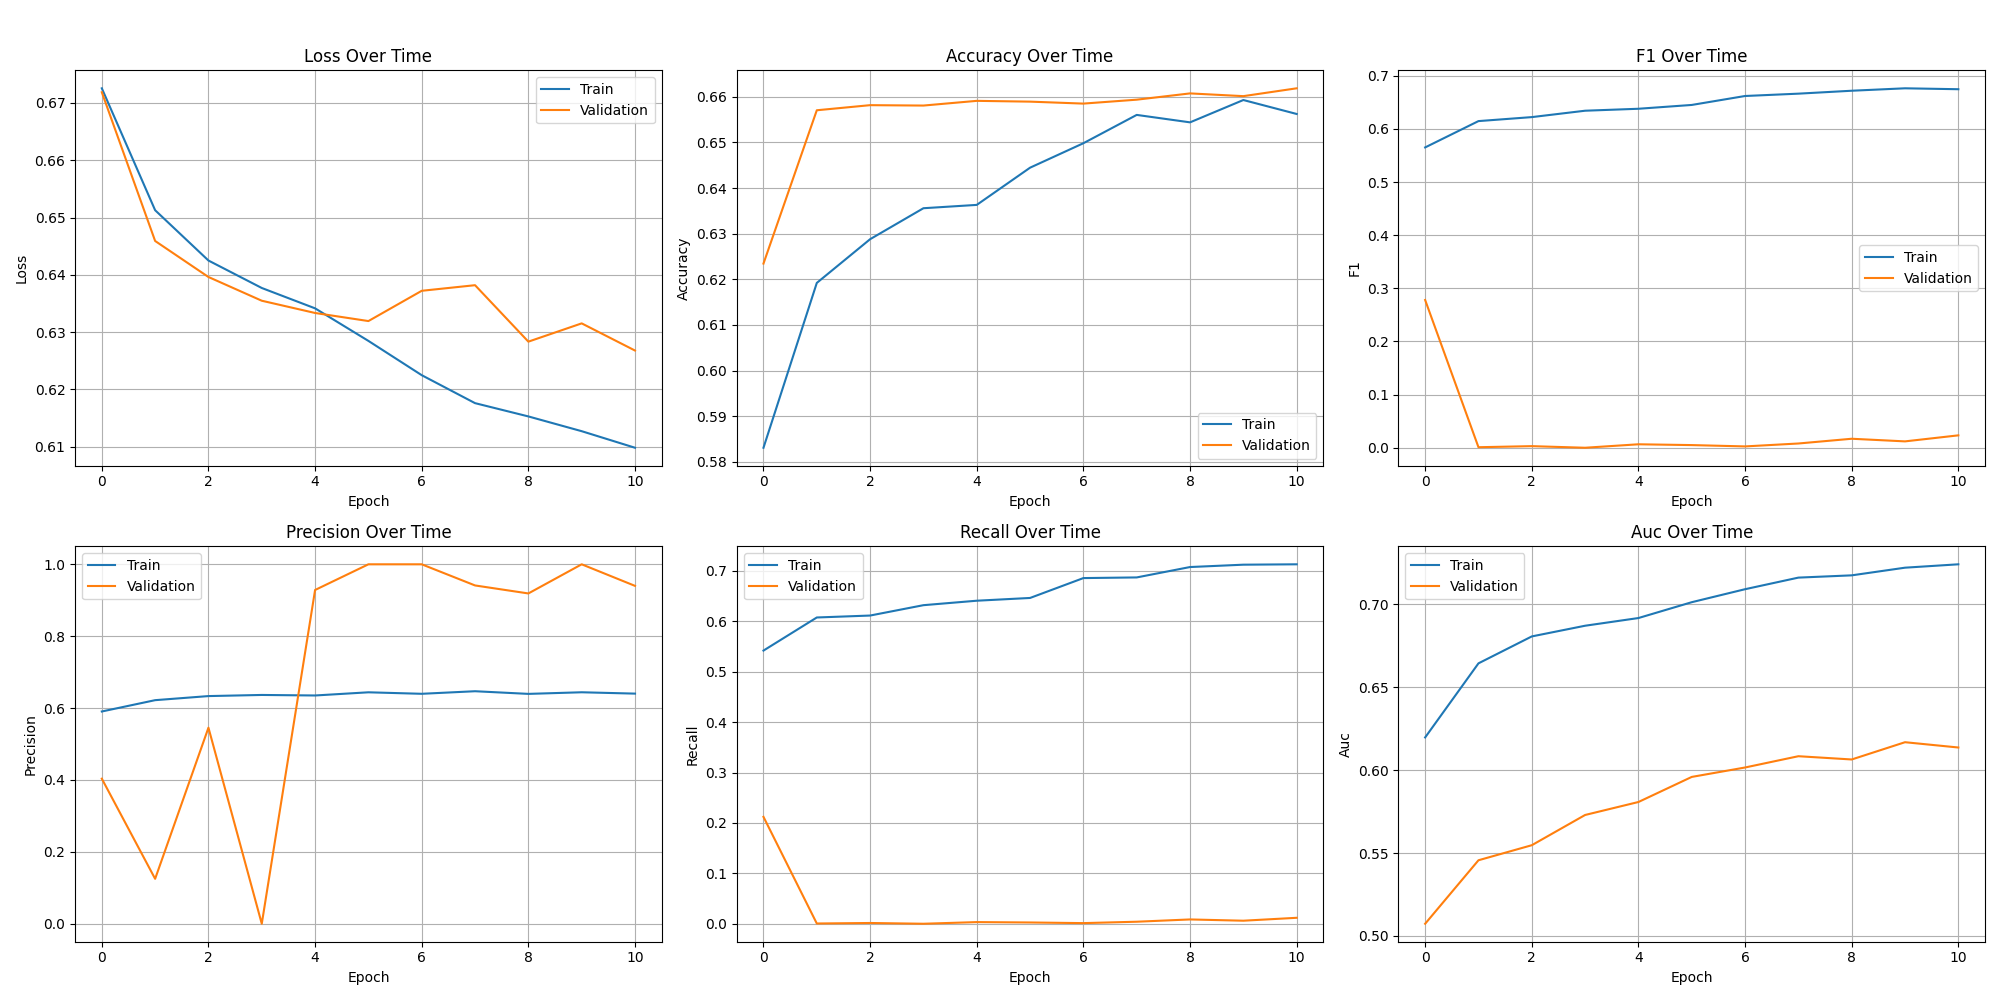 Loss Over Time
Train
Validation
0.67
0.66
0.65
0.64
0.63
0.62
0.61
Loss
0 2 4 6 8 10
Epoch
Accuracy Over Time
0.66
0.65
0.64
0.63
0.62
0.61
0.60
0.59
0.58
Accuracy
Train
Validation
0 2 4 6 8 10
Epoch
F1 Over Time
0.7
0.6
0.5
0.4
0.3
0.2
0.1
0.0
F1
Train
Validation
0 2 4 6 8 10
Epoch
Precision Over Time
Train
Validation
1.0
0.8
0.6
0.4
0.2
0.0
Precision
0 2 4 6 8 10
Epoch
Recall Over Time
Train
Validation
0.7
0.6
0.5
0.4
0.3
0.2
0.1
0.0
Recall
0 2 4 6 8 10
Epoch
Auc Over Time
Train
Validation
0.70
0.65
0.60
0.55
0.50
Auc
0 2 4 6 8 10
Epoch